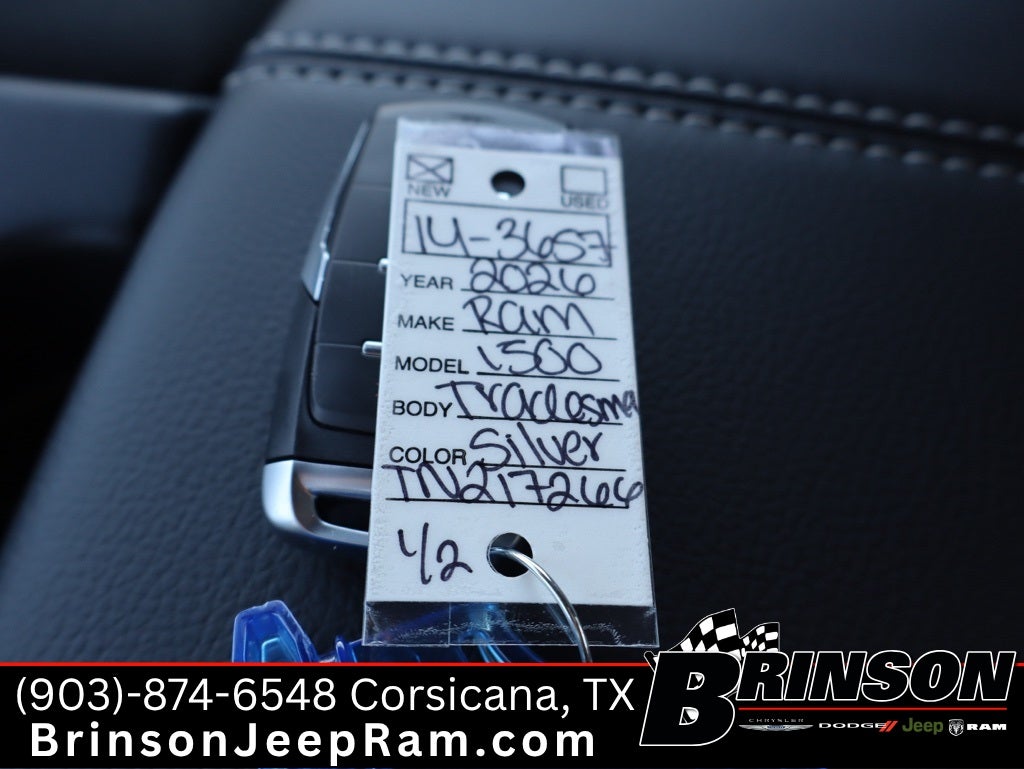 NEW USED
14-3657
YEAR 2026
MAKE Ram
MODEL 1500
BODY Tradesma
COLOR Silver
TN217266
1/2
(903)-874-6548 Corsicana, TX
BrinsonJeepRam.com
BRINSON
CHRYSLER DODGE Jeep RAM